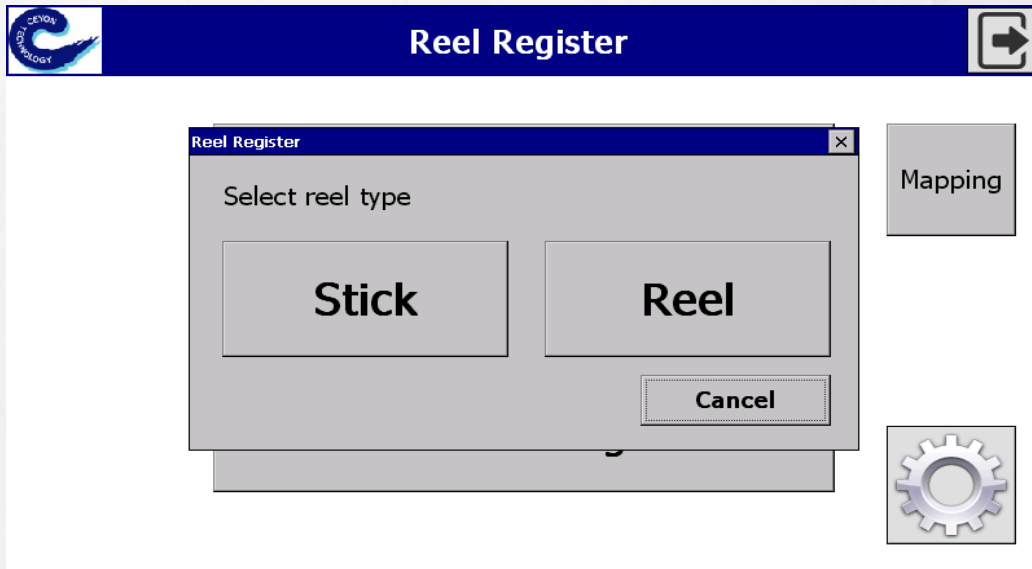 CEYON
TECHNOLOGY
Reel Register
Reel Register
Select reel type
Mapping
Stick
Reel
Cancel